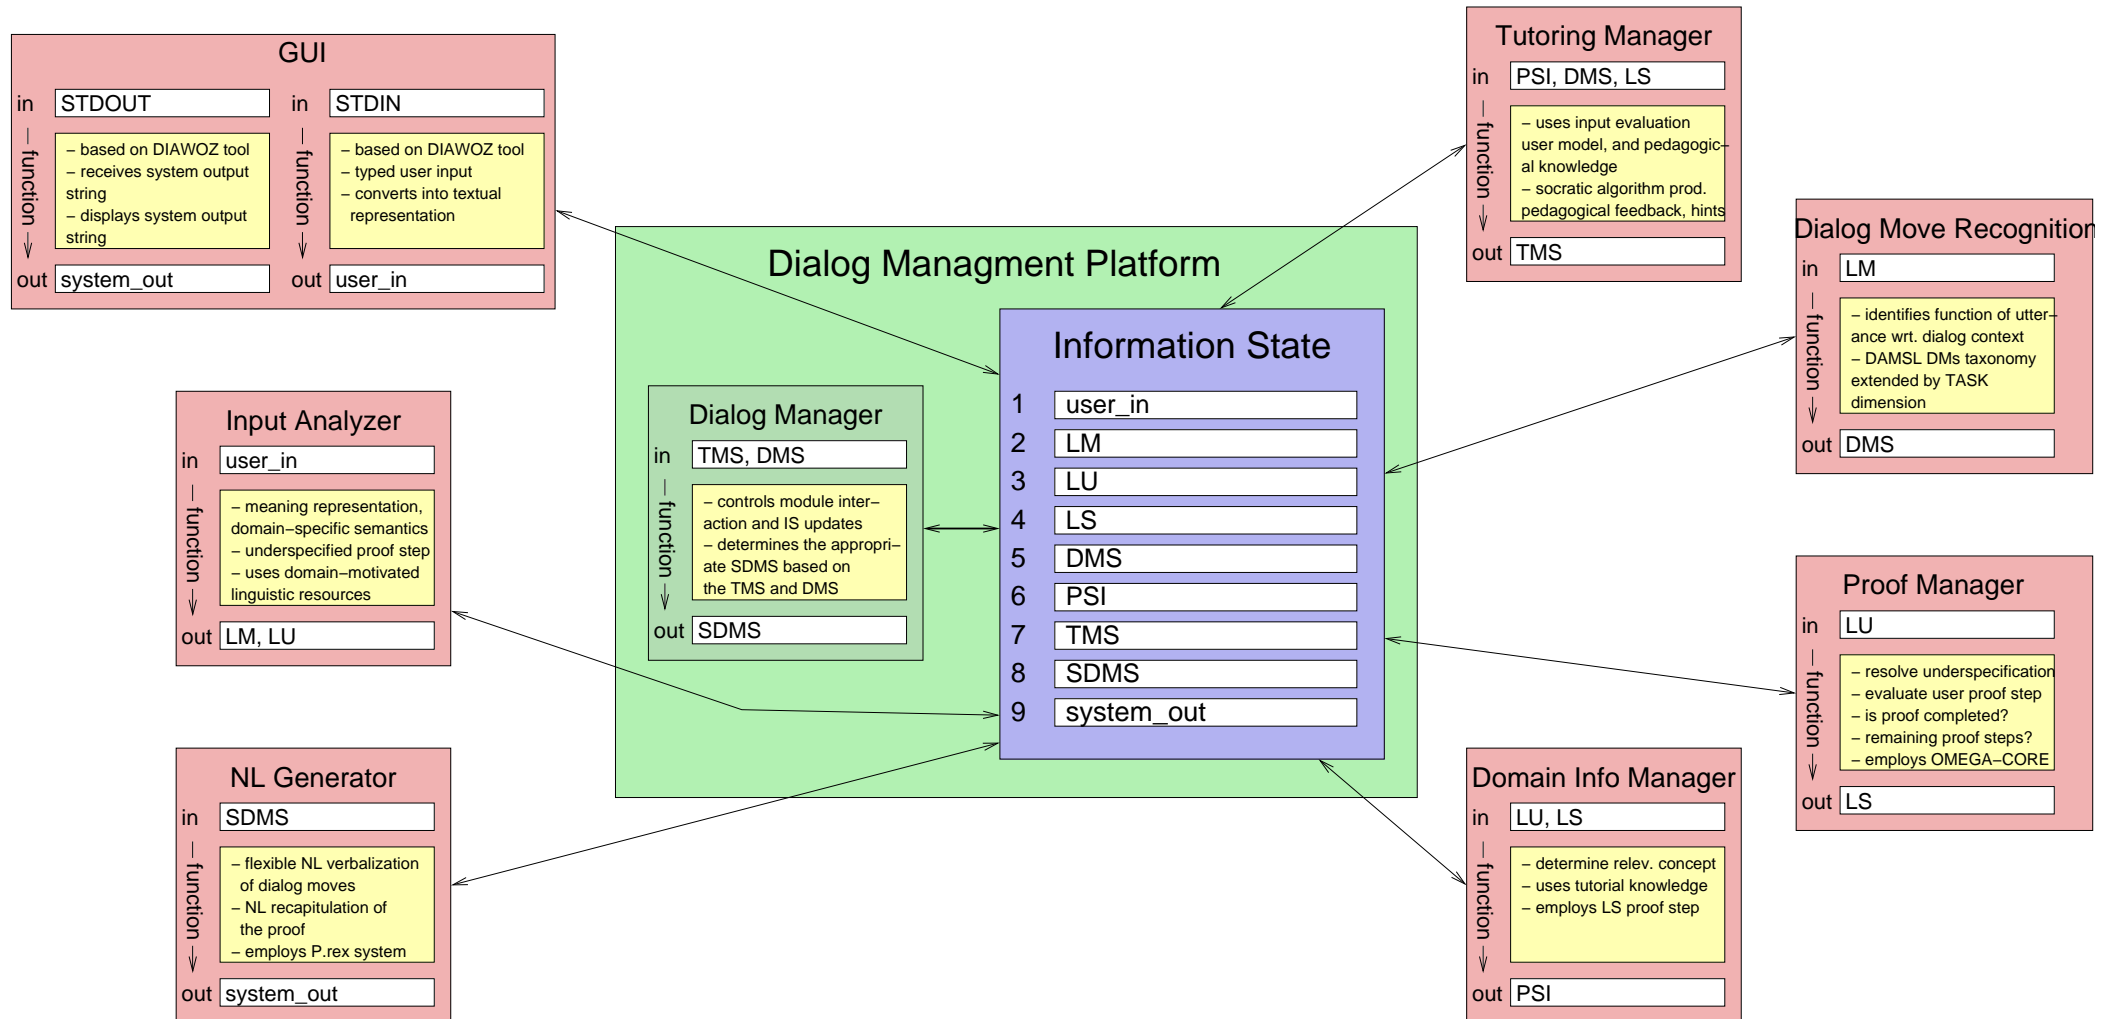 GUI
in STDOUT
– function
– based on DIAWOZ tool
– receives system output
string
– displays system output
string
out system_out
in STDIN
– function
– based on DIAWOZ tool
– typed user input
– converts into textual
representation
out user_in
Tutoring Manager
in PSI, DMS, LS
– function
– uses input evaluation
user model, and pedagogic–
al knowledge
– socratic algorithm prod.
pedagogical feedback, hints
out TMS
Dialog Move Recognition
in LM
– function
– identifies function of utter–
ance wrt. dialog context
– DAMSL DMs taxonomy
extended by TASK
dimension
out DMS
Dialog Managment Platform
Information State
1 user_in
2 LM
3 LU
4 LS
5 DMS
6 PSI
7 TMS
8 SDMS
9 system_out
Dialog Manager
in TMS, DMS
– function
– controls module inter–
action and IS updates
– determines the appropri–
ate SDMS based on
the TMS and DMS
out SDMS
Input Analyzer
in user_in
– function
– meaning representation,
domain–specific semantics
– underspecified proof step
– uses domain–motivated
linguistic resources
out LM, LU
Proof Manager
in LU
– function
– resolve underspecification
– evaluate user proof step
– is proof completed?
– remaining proof steps?
– employs OMEGA–CORE
out LS
NL Generator
in SDMS
– function
– flexible NL verbalization
of dialog moves
– NL recapitulation of
the proof
– employs P.rex system
out system_out
Domain Info Manager
in LU, LS
– function
– determine relev. concept
– uses tutorial knowledge
– employs LS proof step
out PSI